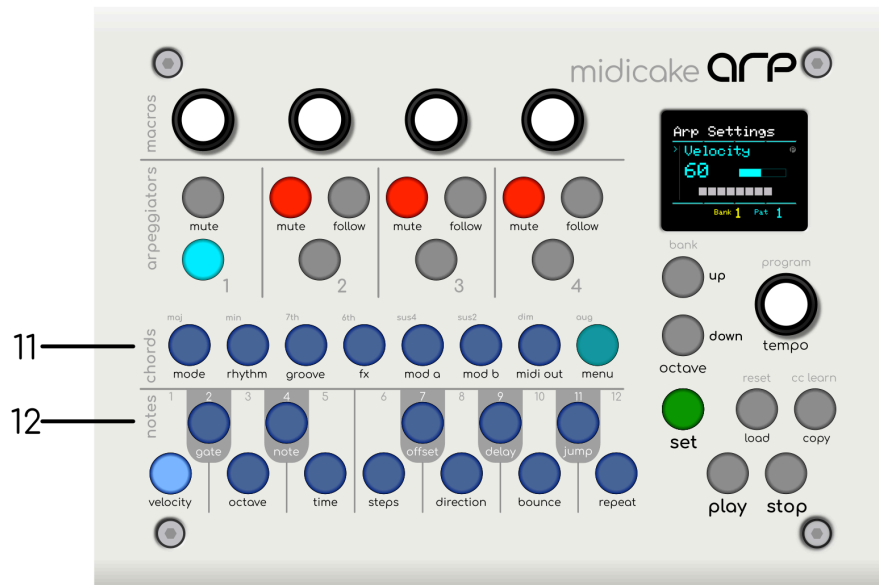 midicake arp
macros
Arp Settings
> Velocity
60
Bank 1 Pat 1
arpeggiators
mute mute follow mute follow mute follow
1 2 3 4
bank
up
program
down
tempo
octave
maj min 7th 6th sus4 sus2 dim aug
11
chords
mode rhythm groove fx mod a mod b midi out menu
reset cc learn
set load copy
12
notes
1 2 3 4 5 6 7 8 9 10 11 12
gate note offset delay jump
velocity octave time steps direction bounce repeat
play stop